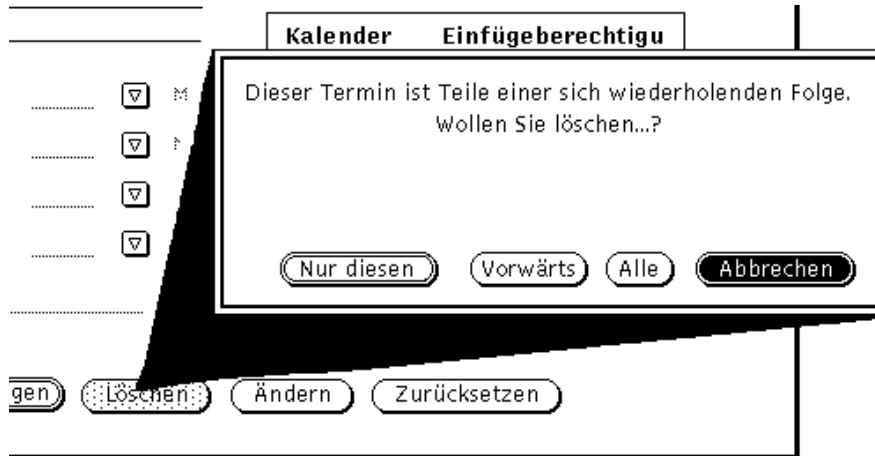 Kalender Einfügeberechtigu
Dieser Termin ist Teile einer sich wiederholenden Folge.
Wollen Sie löschen...?
Nur diesen Vorwärts Alle Abbrechen
gen Löschen Ändern Zurücksetzen